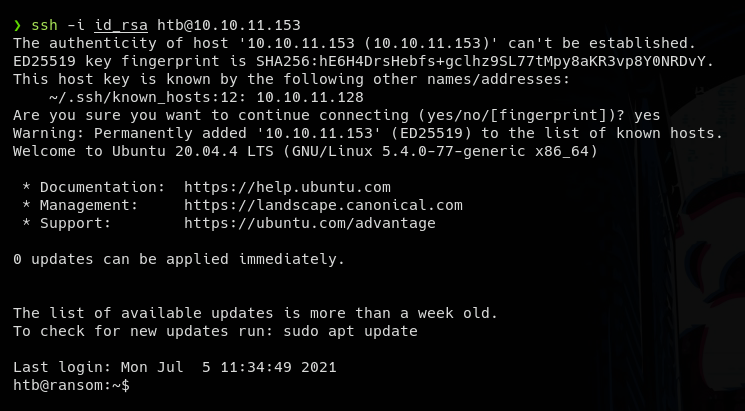 ❯ ssh -i id_rsa htb@10.10.11.153
The authenticity of host '10.10.11.153 (10.10.11.153)' can't be established.
ED25519 key fingerprint is SHA256:hE6H4DrsHebfs+gclhz9SL77tMpy8aKR3vp8Y0NRDvY.
This host key is known by the following other names/addresses:
    ~/.ssh/known_hosts:12: 10.10.11.128
Are you sure you want to continue connecting (yes/no/[fingerprint])? yes
Warning: Permanently added '10.10.11.153' (ED25519) to the list of known hosts.
Welcome to Ubuntu 20.04.4 LTS (GNU/Linux 5.4.0-77-generic x86_64)

 * Documentation:  https://help.ubuntu.com
 * Management:     https://landscape.canonical.com
 * Support:        https://ubuntu.com/advantage

0 updates can be applied immediately.


The list of available updates is more than a week old.
To check for new updates run: sudo apt update

Last login: Mon Jul  5 11:34:49 2021
htb@ransom:~$